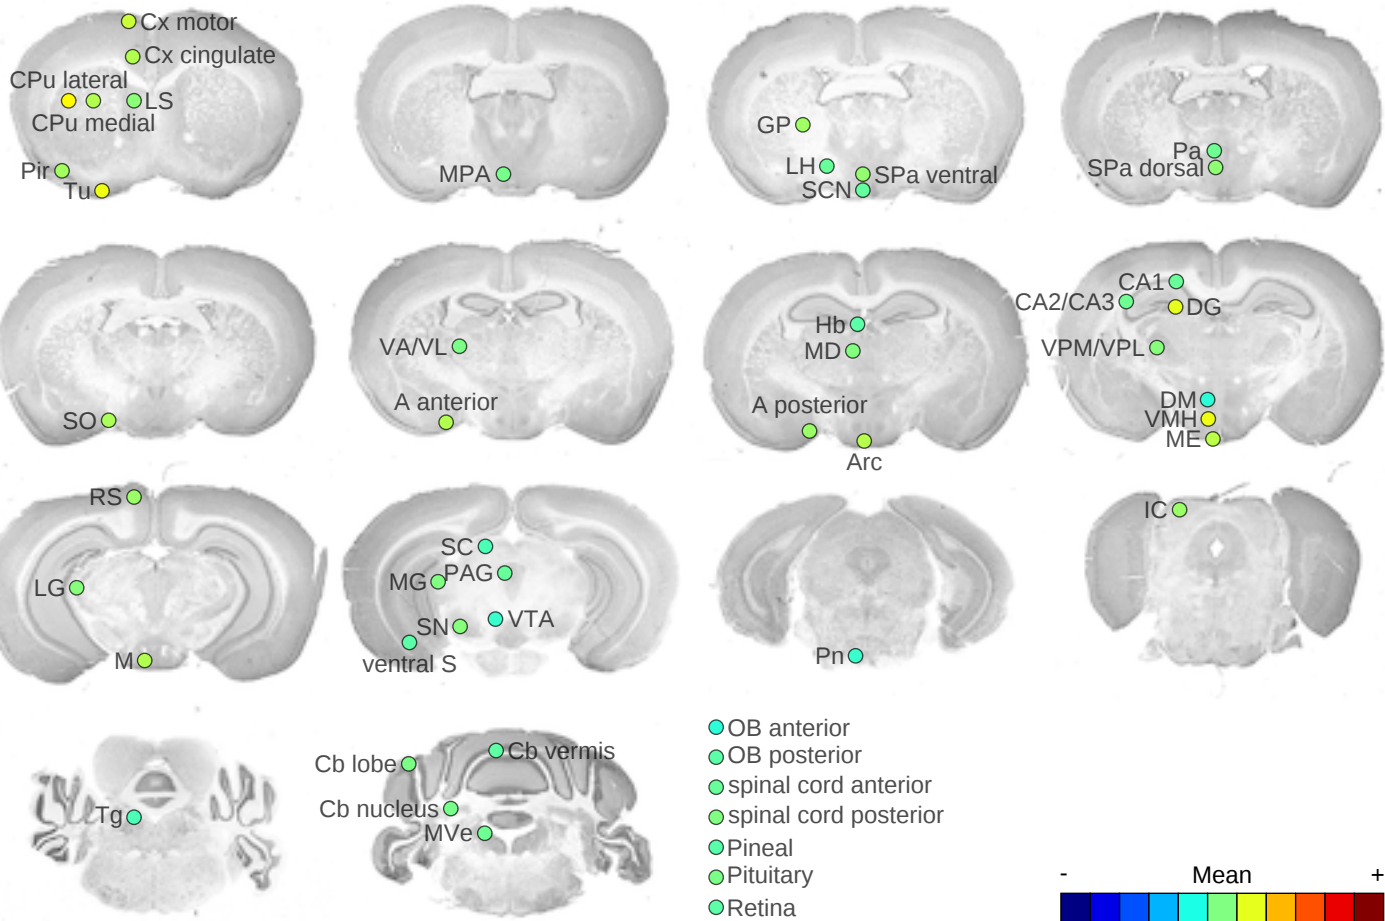 Cx motor
Cx cingulate
CPu lateral
LS
CPu medial
Pir
Tu
MPA
GP
LH
SPa ventral
SCN
Pa
SPa dorsal
SO
VA/VL
A anterior
Hb
MD
A posterior
Arc
CA1
CA2/CA3
DG
VPM/VPL
DM
VMH
ME
RS
LG
M
SC
PAG
MG
VTA
SN
ventral S
Pn
IC
Tg
Cb vermis
Cb lobe
Cb nucleus
MVe
OB anterior
OB posterior
spinal cord anterior
spinal cord posterior
Pineal
Pituitary
Retina
- Mean +